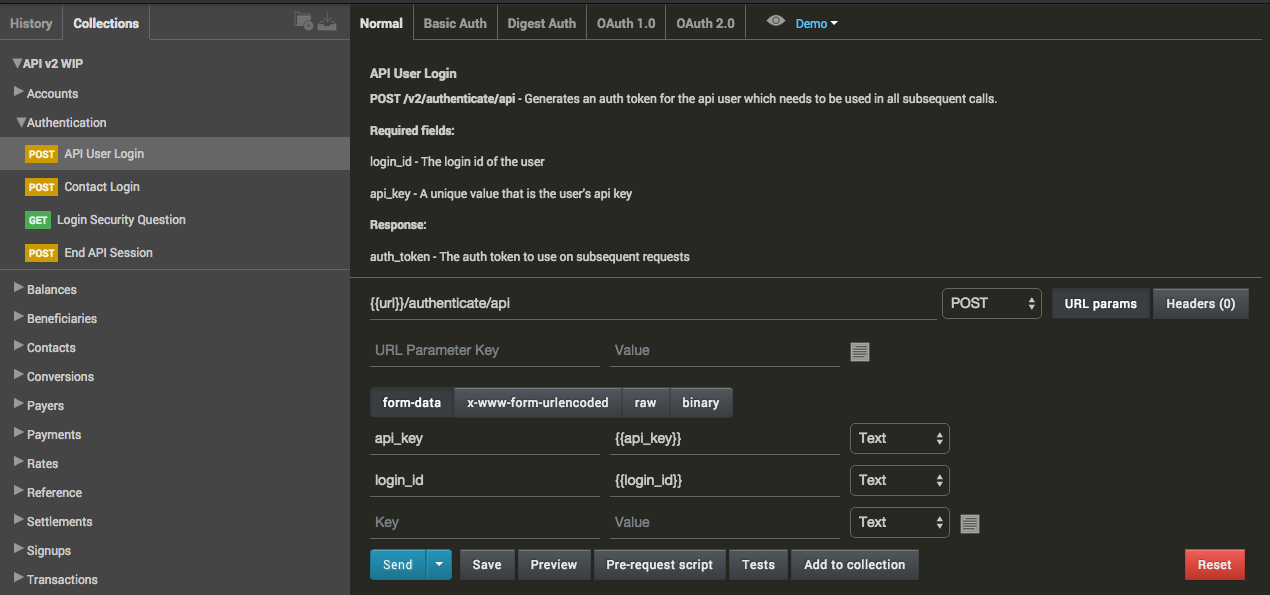 History
Collections
API v2 WIP
Accounts
Authentication
POST API User Login
POST Contact Login
GET Login Security Question
POST End API Session
Balances
Beneficiaries
Contacts
Conversions
Payers
Payments
Rates
Reference
Settlements
Signups
Transactions
Normal
Basic Auth
Digest Auth
OAuth 1.0
OAuth 2.0
Demo
API User Login
POST /v2/authenticate/api - Generates an auth token for the api user which needs to be used in all subsequent calls.
Required fields:
login_id - The login id of the user
api_key - A unique value that is the user's api key
Response:
auth_token - The auth token to use on subsequent requests
{{url}}/authenticate/api
POST
URL params
Headers (0)
URL Parameter Key
Value
form-data
x-www-form-urlencoded
raw
binary
api_key
{{api_key}}
Text
login_id
{{login_id}}
Text
Key
Value
Text
Send
Save
Preview
Pre-request script
Tests
Add to collection
Reset